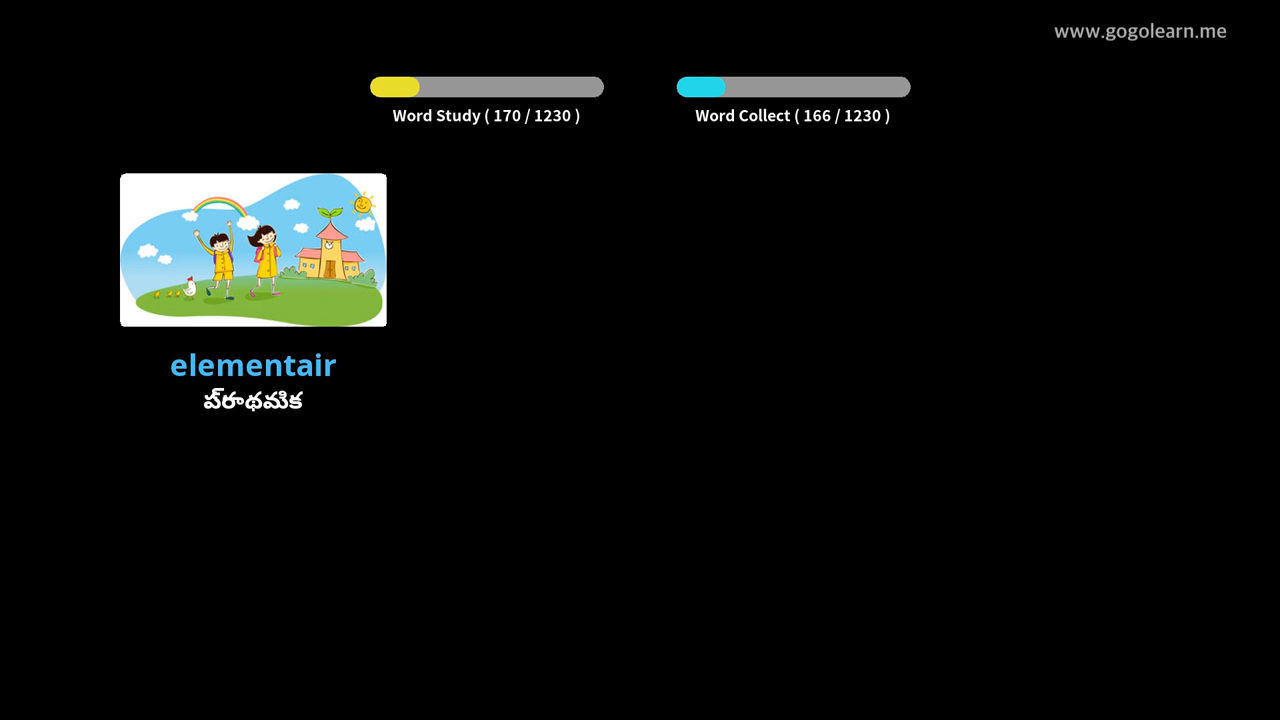 www.gogolearn.me
Word Study ( 170 / 1230 )
Word Collect ( 166 / 1230 )
elementair
ప్రాథమిక